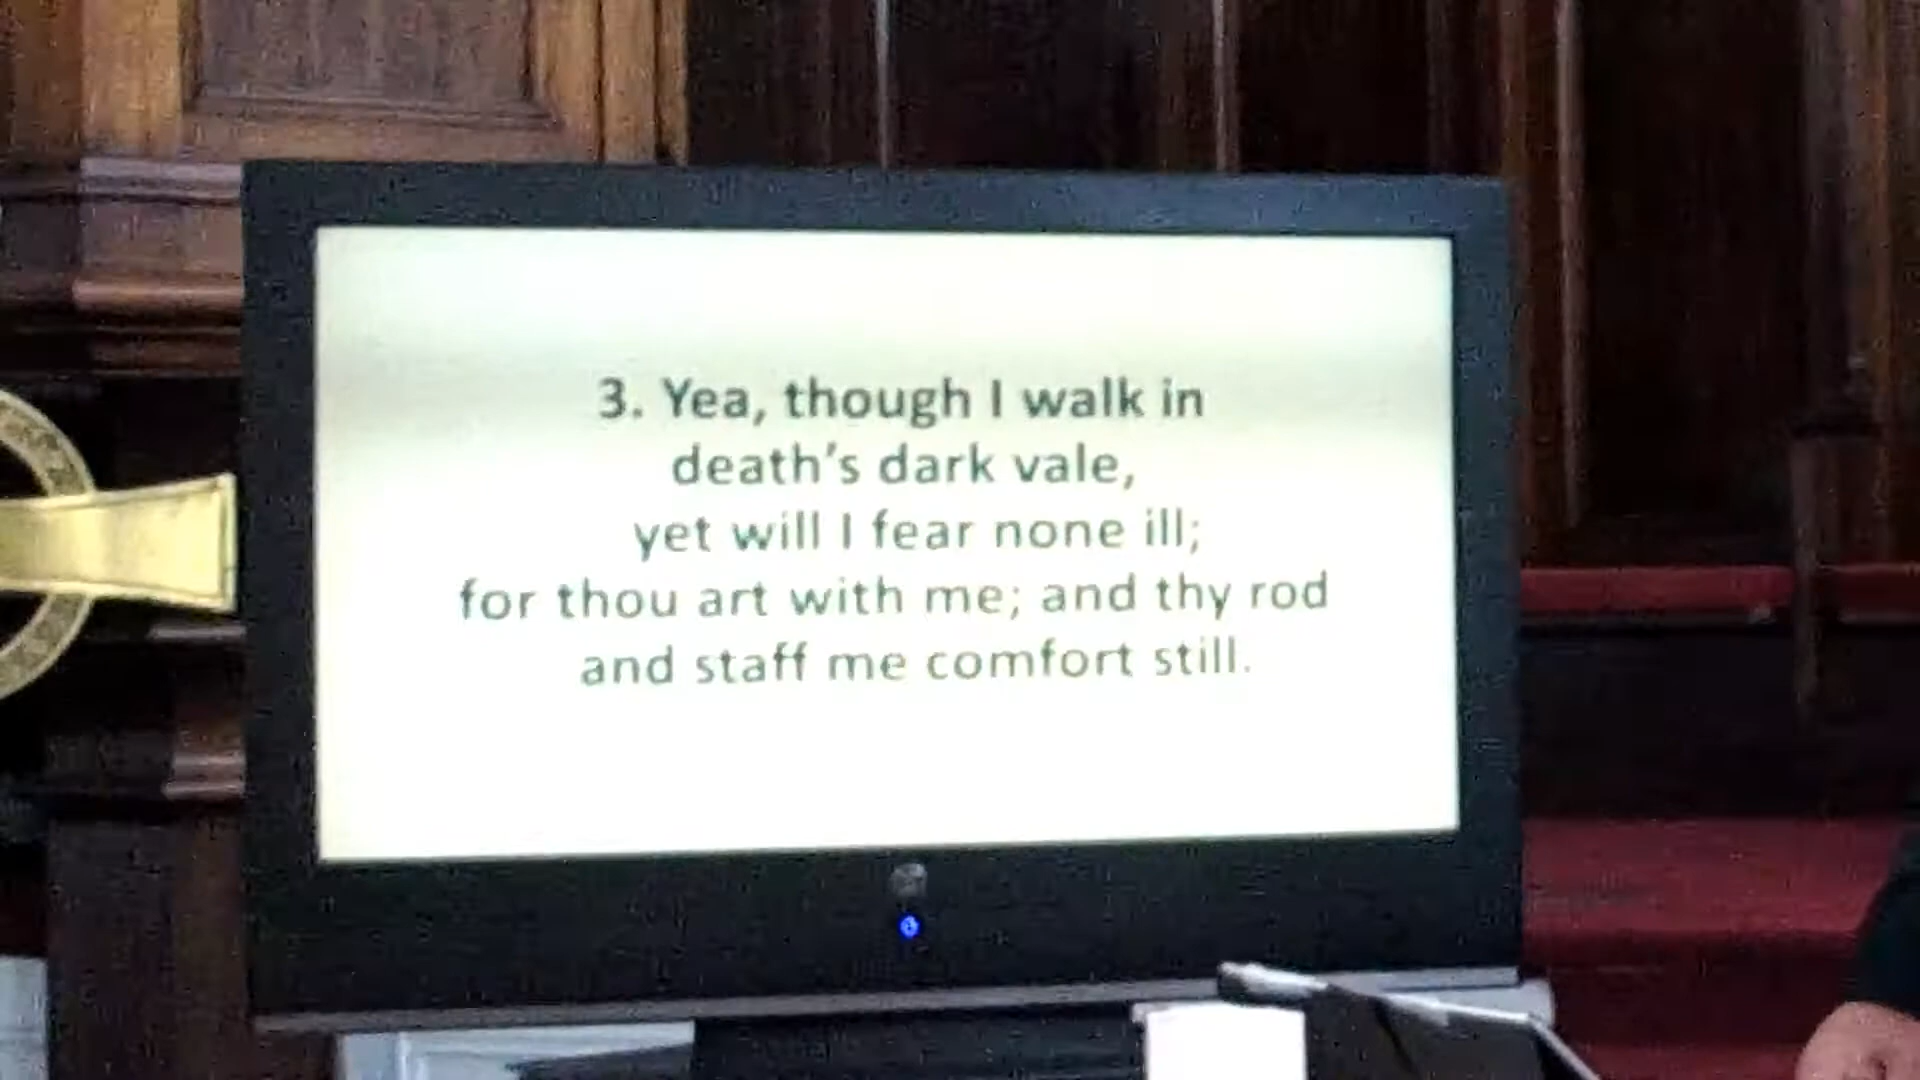 3. Yea, though I walk in
death's dark vale,
yet will I fear none ill;
for thou art with me; and thy rod
and staff me comfort still.